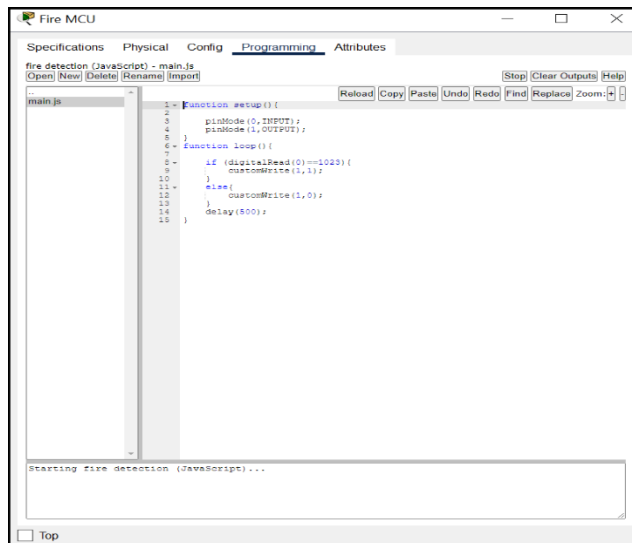 Fire MCU
Specifications Physical Config Programming Attributes
fire detection (JavaScript) - main.js
Open New Delete Rename Import Stop Clear Outputs Help
..
main.js
Reload Copy Paste Undo Redo Find Replace Zoom: + -
1 function setup(){
2
3 pinMode(0,INPUT);
4 pinMode(1,OUTPUT);
5 }
6 function loop(){
7
8 if (digitalRead(0)==1023){
9 customWrite(1,1);
10 }
11 else{
12 customWrite(1,0);
13 }
14 delay(500);
15 }
Starting fire detection (JavaScript)...
Top